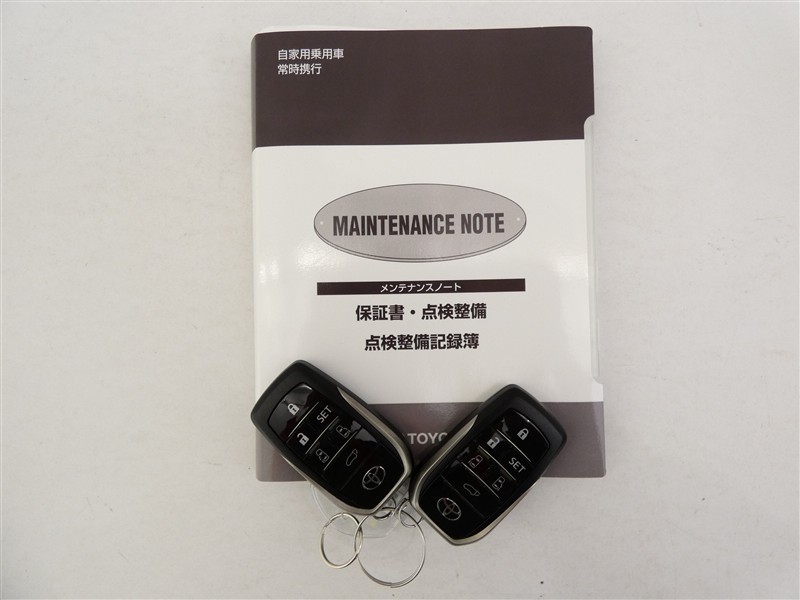 自家用乗用車
常時携行
MAINTENANCE NOTE
メンテナンスノート
保証書・点検整備
点検整備記録簿
TOYO
SET
SET